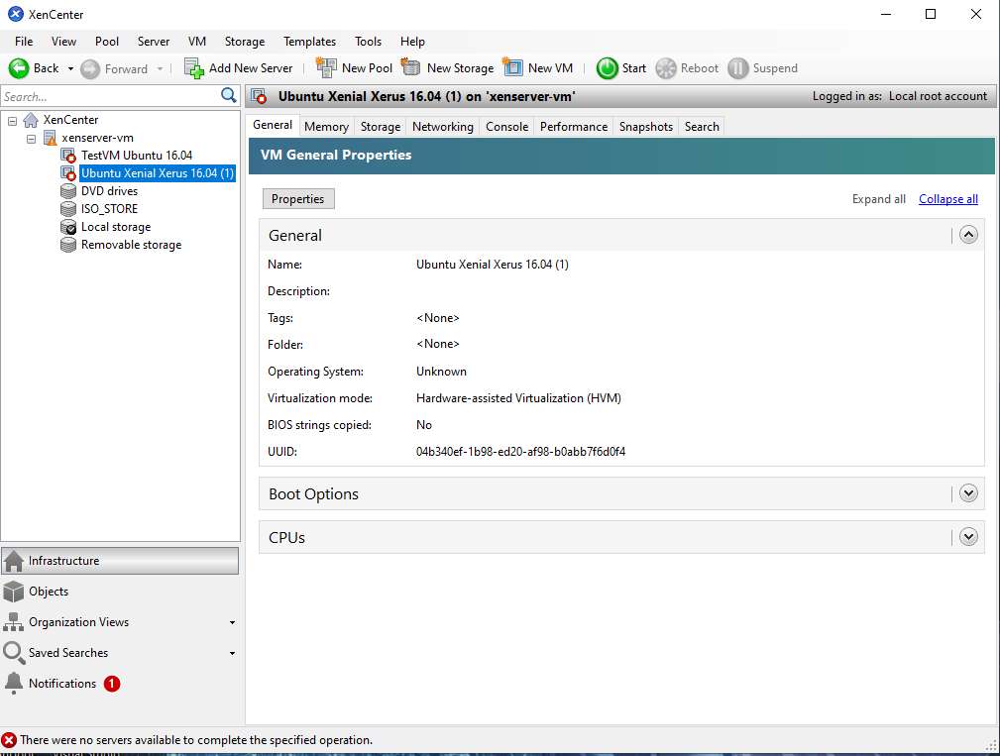 XenCenter
File View Pool Server VM Storage Templates Tools Help
Back Forward Add New Server New Pool New Storage New VM Start Reboot Suspend
Search...
Ubuntu Xenial Xerus 16.04 (1) on 'xenserver-vm' Logged in as: Local root account
XenCenter
xenserver-vm
TestVM Ubuntu 16.04
Ubuntu Xenial Xerus 16.04 (1)
DVD drives
ISO_STORE
Local storage
Removable storage
General Memory Storage Networking Console Performance Snapshots Search
VM General Properties
Properties Expand all Collapse all
General
Name: Ubuntu Xenial Xerus 16.04 (1)
Description:
Tags: <None>
Folder: <None>
Operating System: Unknown
Virtualization mode: Hardware-assisted Virtualization (HVM)
BIOS strings copied: No
UUID: 04b340ef-1b98-ed20-af98-b0abb7f6d0f4
Boot Options
CPUs
Infrastructure
Objects
Organization Views
Saved Searches
Notifications 1
There were no servers available to complete the specified operation.